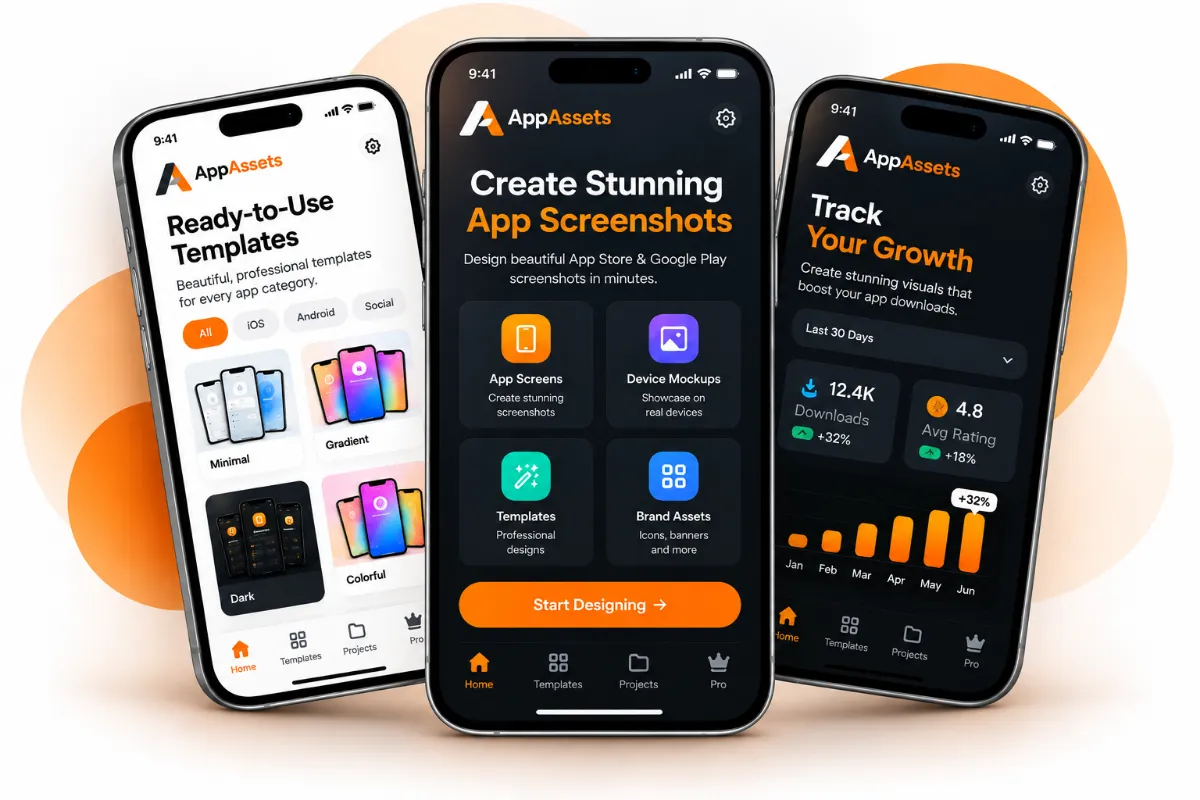 9:41
AppAssets
Ready-to-Use
Templates
Beautiful, professional templates
for every app category.
All
iOS
Android
Social
Minimal
Gradient
Dark
Colorful
Home
Templates
Projects
Pro
9:41
AppAssets
Create Stunning
App Screenshots
Design beautiful App Store & Google Play
screenshots in minutes.
App Screens
Create stunning
screenshots
Device Mockups
Showcase on
real devices
Templates
Professional
designs
Brand Assets
Icons, banners
and more
Start Designing →
Home
Templates
Projects
Pro
9:41
AppAssets
Track
Your Growth
Create stunning visuals that
boost your app downloads.
Last 30 Days
12.4K
Downloads
+32%
4.8
Avg Rating
+18%
+32%
Jan
Feb
Mar
Apr
May
Jun
Home
Templates
Projects
Pro